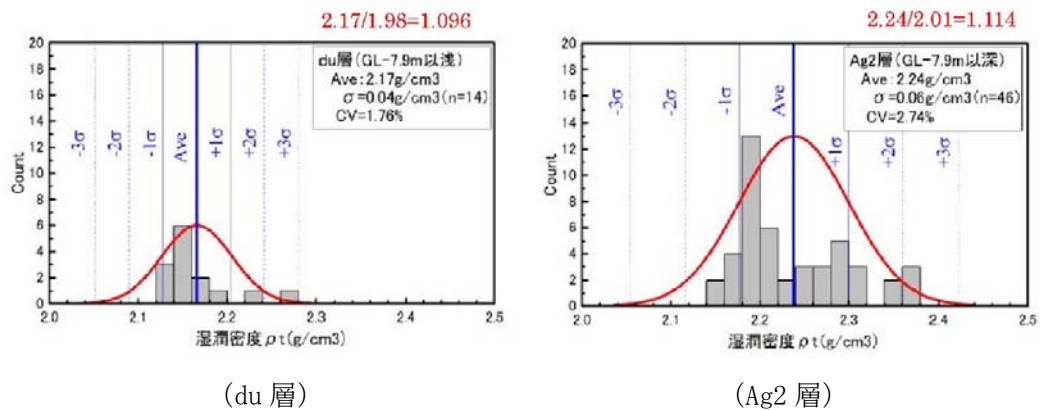 2.17/1.98=1.096
20
18
16
14
12
10
8
6
4
2
0
Count
du層(GL-7.9m以浅)
Ave:2.17g/cm3
σ=0.04g/cm3(n=14)
CV=1.76%
-3σ
-2σ
-1σ
Ave
+1σ
+2σ
+3σ
2.0 2.1 2.2 2.3 2.4 2.5
湿潤密度ρt(g/cm3)
(du 層)
2.24/2.01=1.114
20
18
16
14
12
10
8
6
4
2
0
Count
Ag2層(GL-7.9m以深)
Ave:2.24g/cm3
σ=0.06g/cm3(n=46)
CV=2.74%
-3σ
-2σ
-1σ
Ave
+1σ
+2σ
+3σ
2.0 2.1 2.2 2.3 2.4 2.5
湿潤密度ρt(g/cm3)
(Ag2 層)